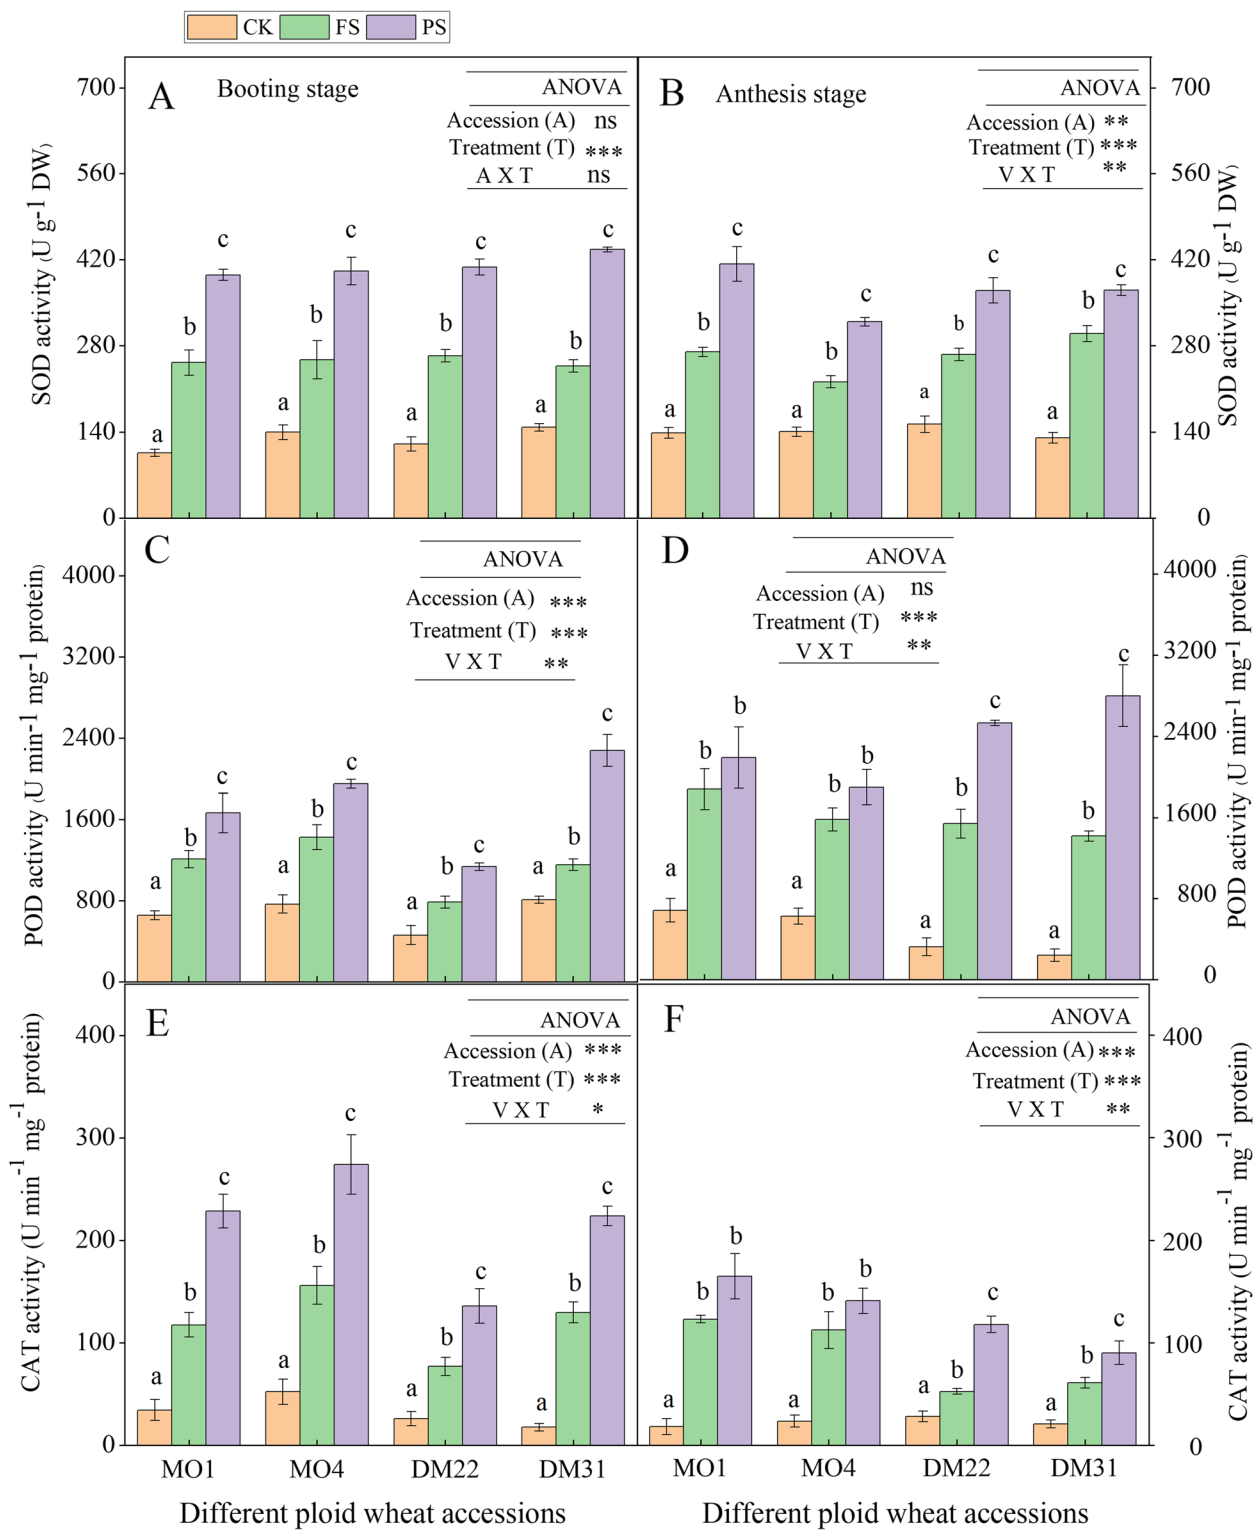 CK FS PS
A Booting stage ANOVA
Accession (A) ns
Treatment (T) ***
A X T ns
B Anthesis stage ANOVA
Accession (A) **
Treatment (T) ***
V X T **
SOD activity (U g-1 DW)
700
560
420
280
140
0
a b c a b c a b c a b c
a b c a b c a b c a b c
700
560
420
280
140
0
SOD activity (U g-1 DW)
C ANOVA
Accession (A) ***
Treatment (T) ***
V X T **
D ANOVA
Accession (A) ns
Treatment (T) ***
V X T **
POD activity (U min-1 mg-1 protein)
4000
3200
2400
1600
800
0
a b c a b c a b c a b c
a b b a b b a b c a b c
4000
3200
2400
1600
800
0
POD activity (U min-1 mg-1 protein)
E ANOVA
Accession (A) ***
Treatment (T) ***
V X T *
F ANOVA
Accession (A) ***
Treatment (T) ***
V X T **
CAT activity (U min-1 mg-1 protein)
400
300
200
100
0
a b c a b c a b c a b c
a b b a b b a b c a b c
400
300
200
100
0
CAT activity (U min-1 mg-1 protein)
MO1 MO4 DM22 DM31
MO1 MO4 DM22 DM31
Different ploid wheat accessions
Different ploid wheat accessions